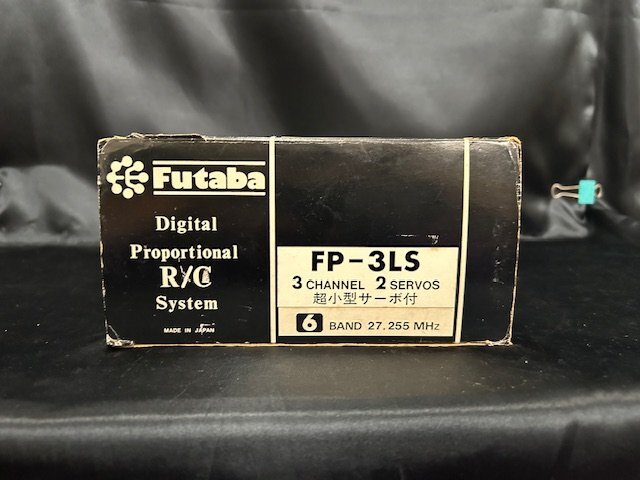 Futaba
Digital
Proportional
R/C
System
MADE IN JAPAN
FP-3LS
3 CHANNEL 2 SERVOS
超小型サーボ付
6 BAND 27.255 MHz